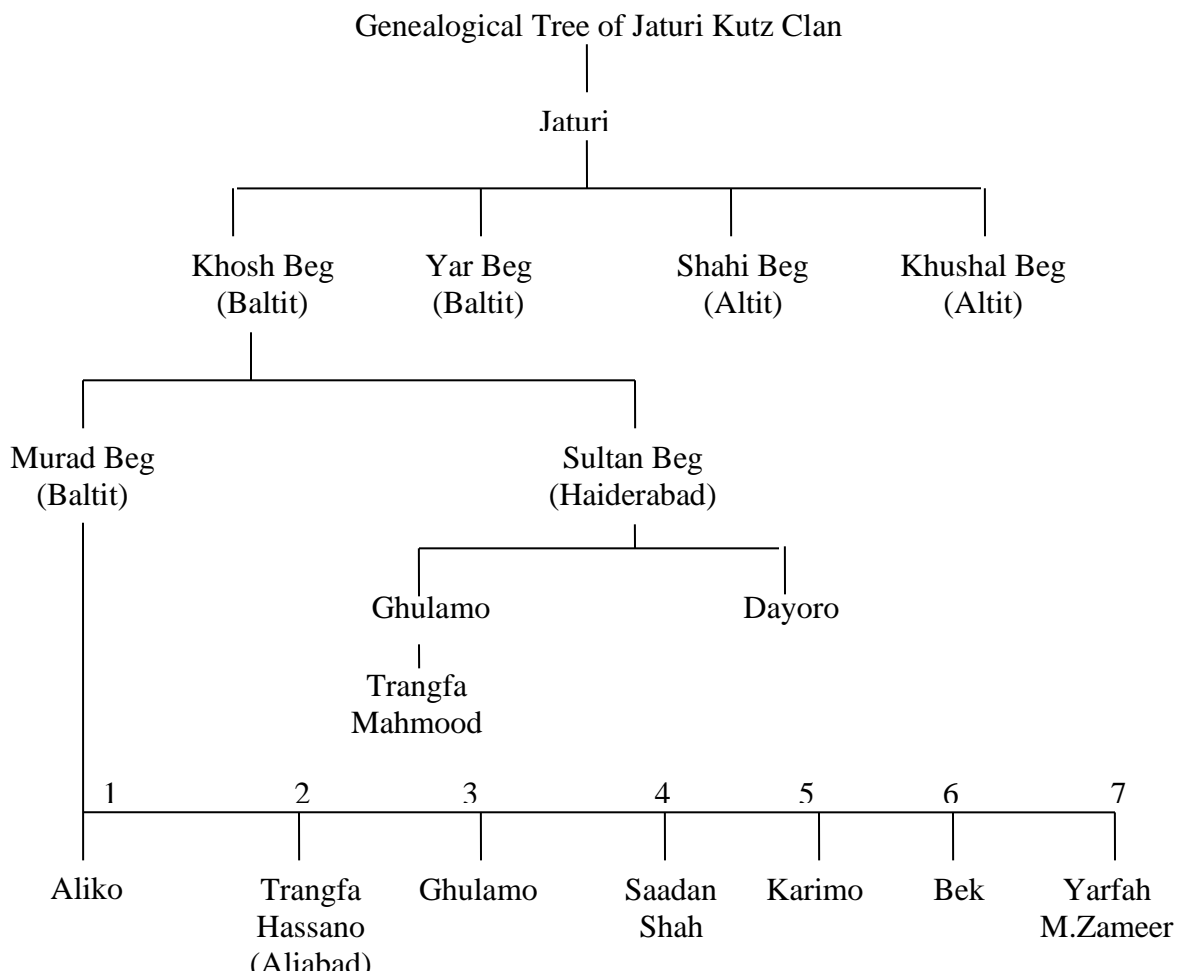 Genealogical Tree of Jaturi Kutz Clan
Jaturi
Khosh Beg
(Baltit)
Yar Beg
(Baltit)
Shahi Beg
(Altit)
Khushal Beg
(Altit)
Murad Beg
(Baltit)
Sultan Beg
(Haiderabad)
Ghulamo
Dayoro
Trangfa
Mahmood
1 2 3 4 5 6 7
Aliko
Trangfa
Hassano
(Aliabad)
Ghulamo
Saadan
Shah
Karimo
Bek
Yarfah
M.Zameer